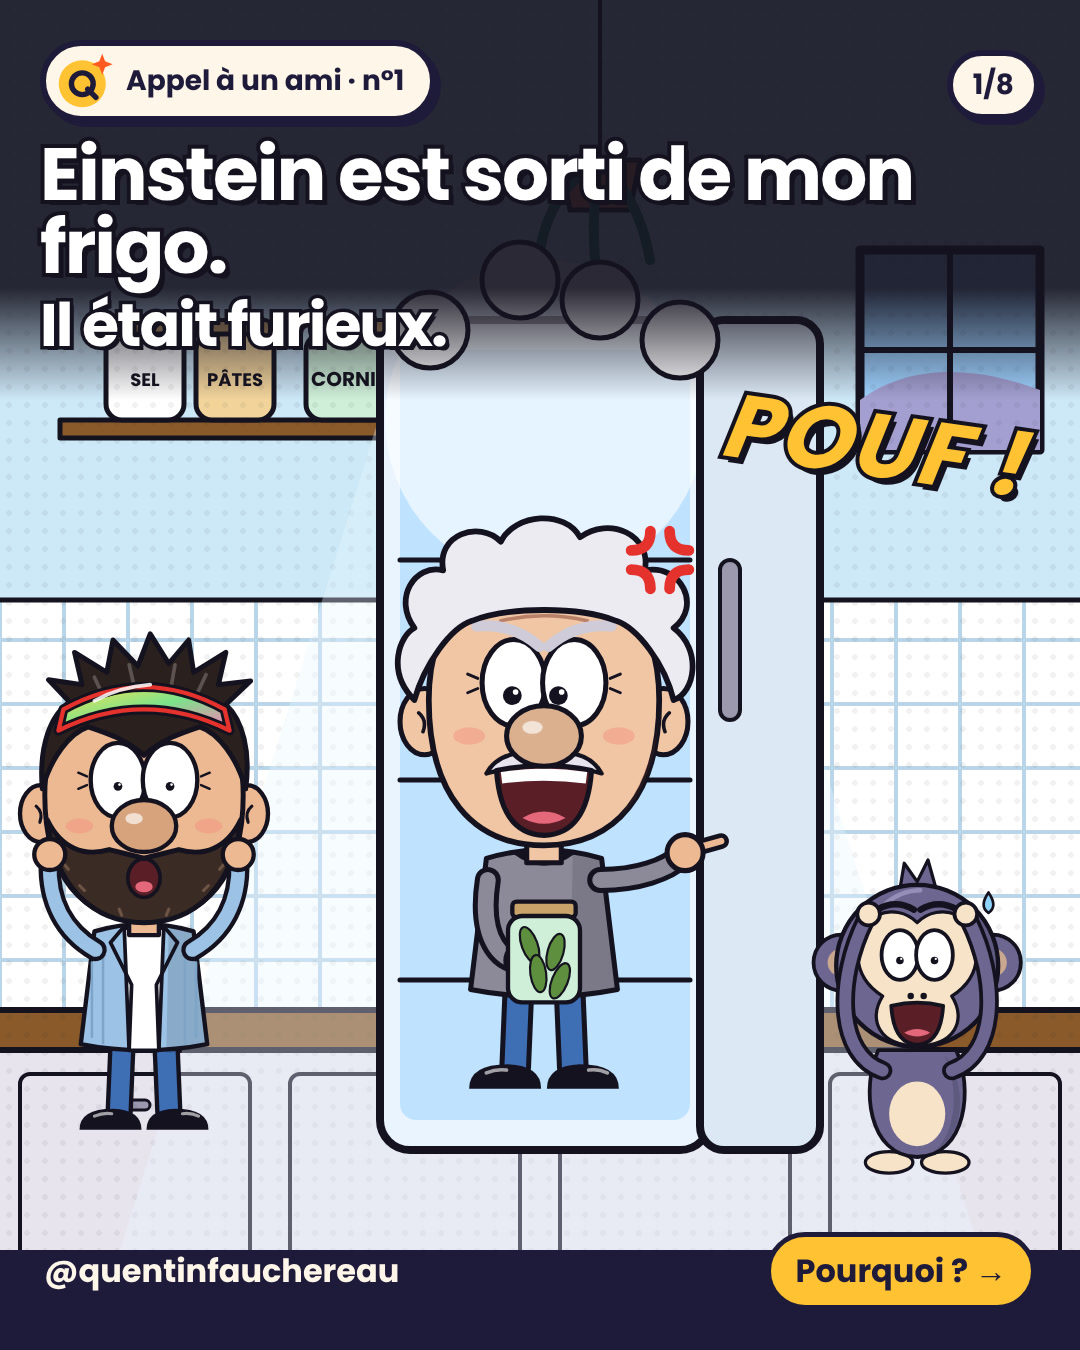 Q
Appel à un ami · n°1
1/8
Einstein est sorti de mon
frigo.
Il était furieux.
SEL
PÂTES
CORNI
POUF !
@quentinfauchereau
Pourquoi ? →